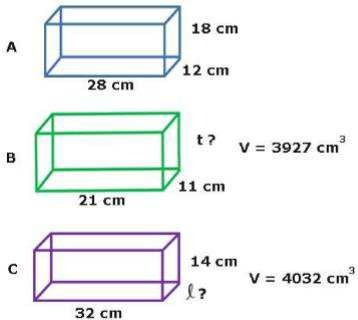 A
18 cm
12 cm
28 cm
B
t ?
V = 3927 cm³
11 cm
21 cm
C
14 cm
ℓ?
V = 4032 cm³
32 cm